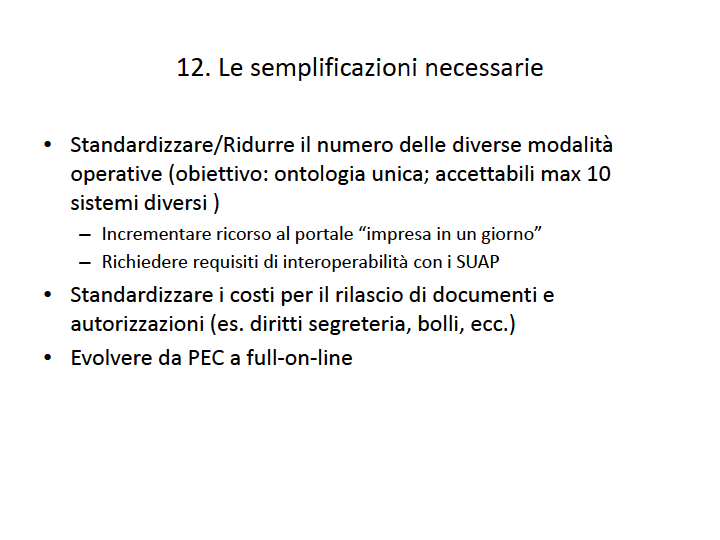 12. Le semplificazioni necessarie
• Standardizzare/Ridurre il numero delle diverse modalità
operative (obiettivo: ontologia unica; accettabili max 10
sistemi diversi )
– Incrementare ricorso al portale “impresa in un giorno”
– Richiedere requisiti di interoperabilità con i SUAP
• Standardizzare i costi per il rilascio di documenti e
autorizzazioni (es. diritti segreteria, bolli, ecc.)
• Evolvere da PEC a full-on-line